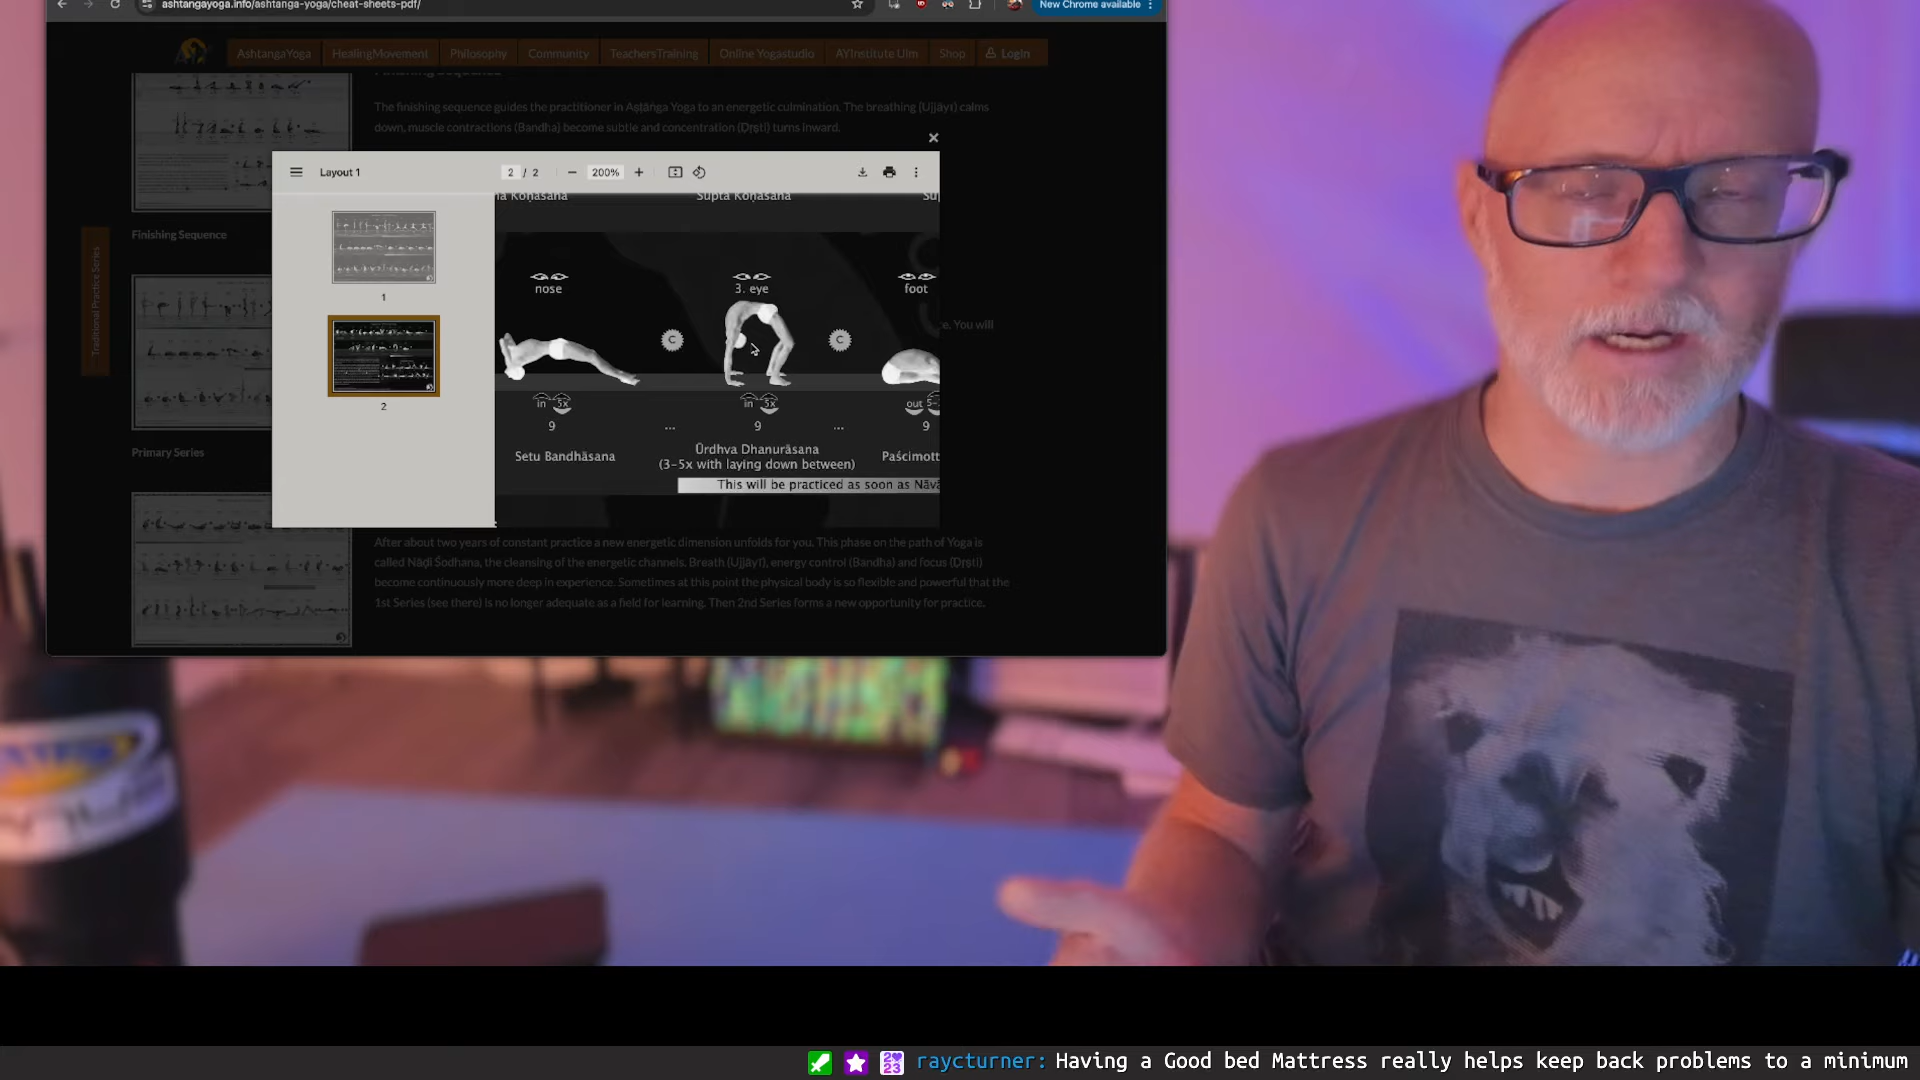 ashtangayoga.info/ashtanga-yoga/cheat-sheets-pdf/
New Chrome available
AshtangaYoga
HealingMovement
Philosophy
Community
TeachersTraining
Online Yogastudio
AYInstitute Ulm
Shop
Login
The finishing sequence guides the practitioner in Aṣṭāṅga Yoga to an energetic culmination. The breathing (Ujjāyī) calms
down, muscle contractions (Bandha) become subtle and concentration (Dṛṣṭi) turns inward.
Layout 1
2 / 2
200%
Supta Koṇāsana
Finishing Sequence
Traditional Practice Series
1
2
nose
3. eye
foot
C
C
in 5x
in 5x
out
9
...
9
...
9
Setu Bandhāsana
Ūrdhva Dhanurāsana
(3-5x with laying down between)
This will be practiced as soon as
You will
Primary Series
After about two years of constant practice a new energetic dimension unfolds for you. This phase on the path of Yoga is
called Nāḍī Śodhana, the cleansing of the energetic channels. Breath (Ujjāyī), energy control (Bandha) and focus (Dṛṣṭi)
become continuously more deep in experience. Sometimes at this point the physical body is so flexible and powerful that the
1st Series (see there) is no longer adequate as a field for learning. Then 2nd Series forms a new opportunity for practice.
raycturner: Having a Good bed Mattress really helps keep back problems to a minimum